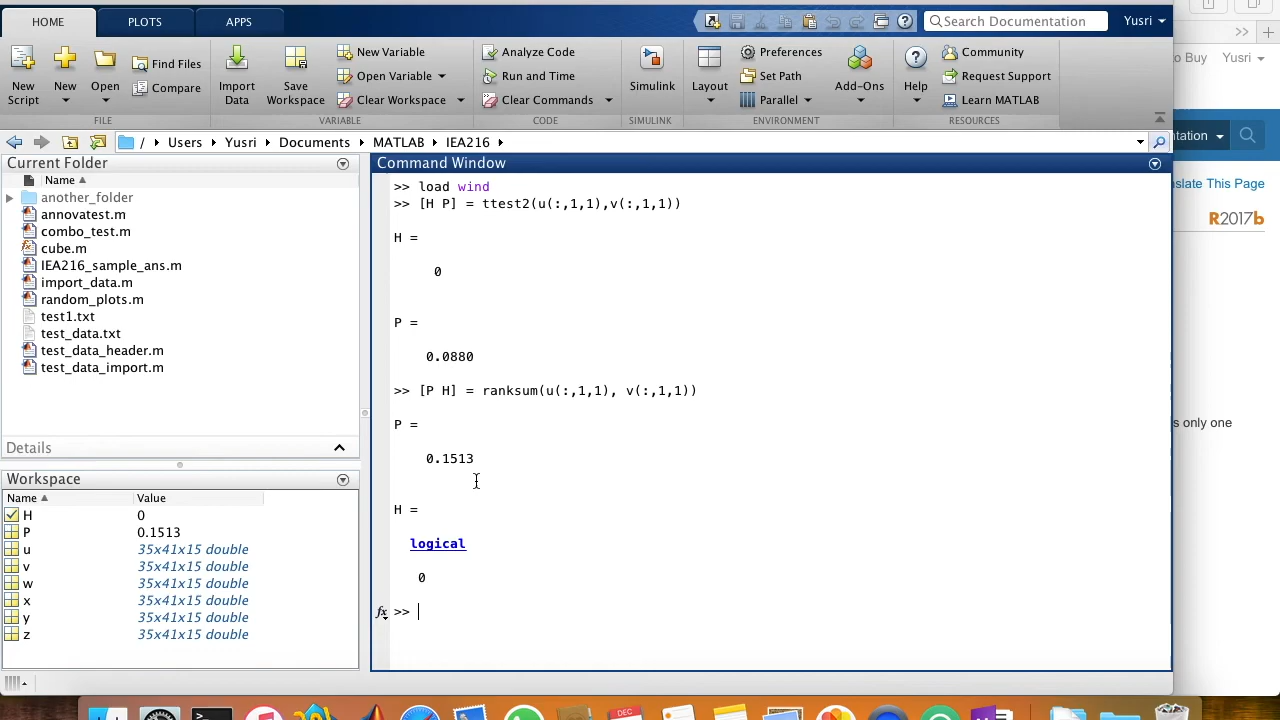 HOME PLOTS APPS
Search Documentation Yusri
New Script New Open Find Files Compare
Import Data Save Workspace New Variable Open Variable Clear Workspace
Analyze Code Run and Time Clear Commands
Simulink Layout Preferences Set Path Parallel Add-Ons
Help Community Request Support Learn MATLAB
FILE VARIABLE CODE SIMULINK ENVIRONMENT RESOURCES
/ Users Yusri Documents MATLAB IEA216
Current Folder
Name
another_folder
annovatest.m
combo_test.m
cube.m
IEA216_sample_ans.m
import_data.m
random_plots.m
test1.txt
test_data.txt
test_data_header.m
test_data_import.m
Details
Workspace
Name Value
H 0
P 0.1513
u 35x41x15 double
v 35x41x15 double
w 35x41x15 double
x 35x41x15 double
y 35x41x15 double
z 35x41x15 double
Command Window
>> load wind
>> [H P] = ttest2(u(:,1,1),v(:,1,1))
H =
0
P =
0.0880
>> [P H] = ranksum(u(:,1,1), v(:,1,1))
P =
0.1513
H =
logical
0
fx >>
to Buy Yusri
ntation
slate This Page
R2017b
s only one
DEC